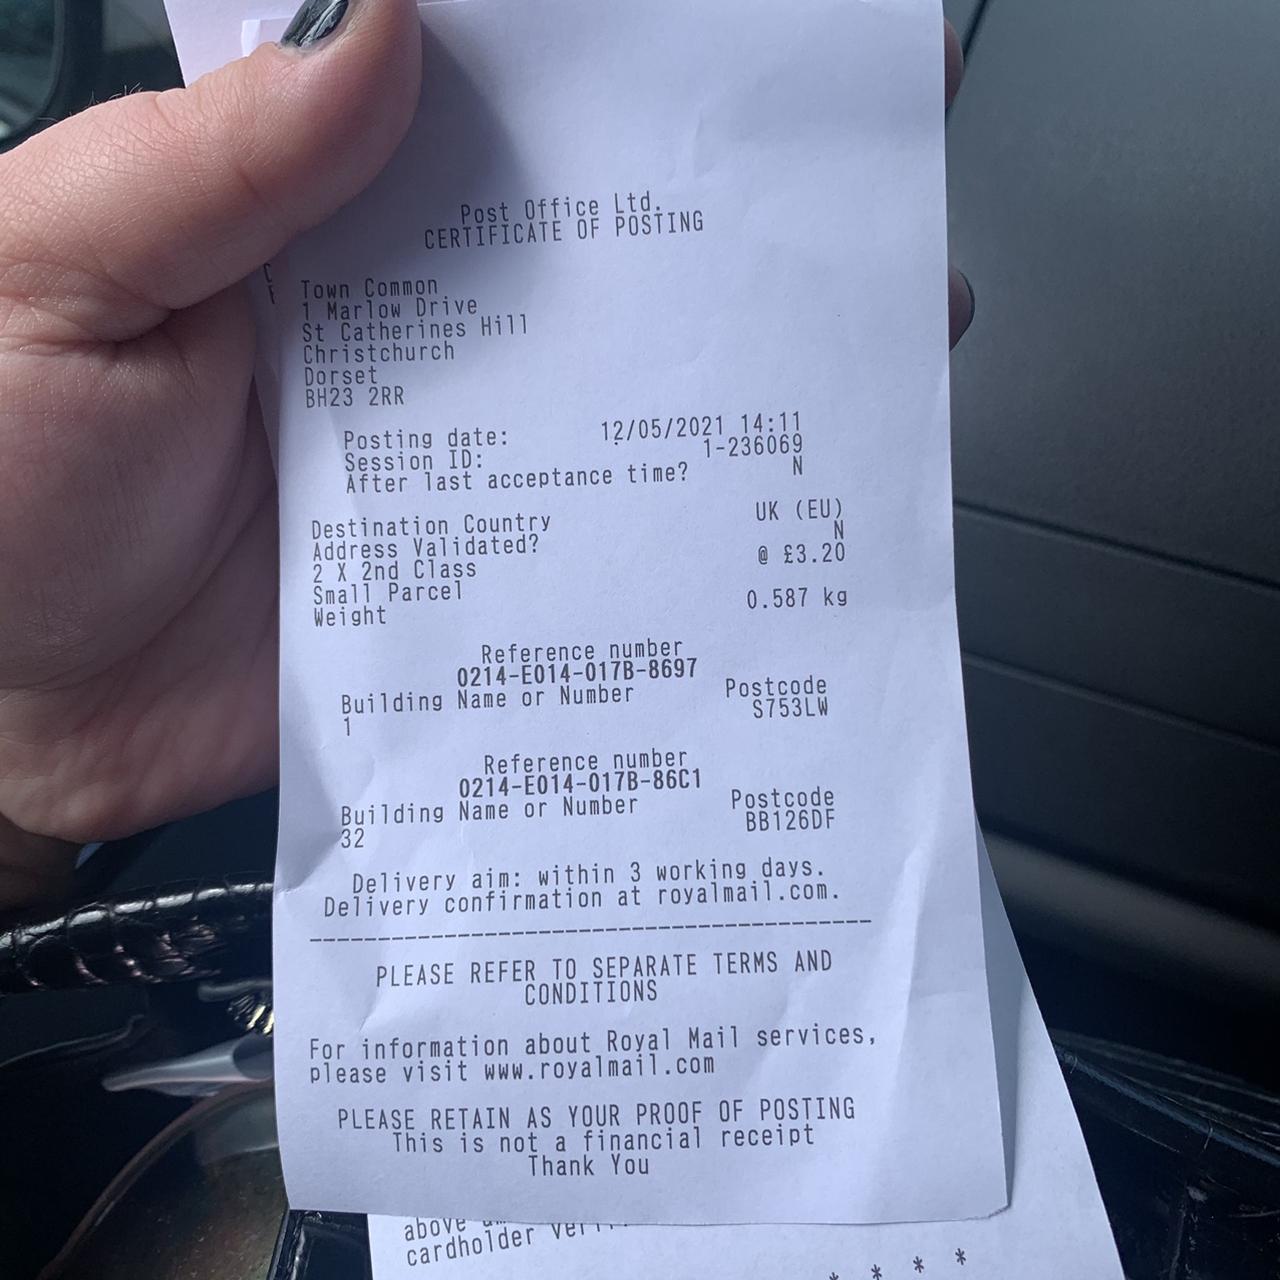 Post Office Ltd.
CERTIFICATE OF POSTING
Town Common
1 Marlow Drive
St Catherines Hill
Christchurch
Dorset
BH23 2RR
Posting date: 12/05/2021 14:11
Session ID: 1-236069
After last acceptance time? N
Destination Country UK (EU)
Address Validated? N
2 X 2nd Class @ £3.20
Small Parcel
Weight 0.587 kg
Reference number
0214-E014-017B-8697
Building Name or Number Postcode
1 S753LW
Reference number
0214-E014-017B-86C1
Building Name or Number Postcode
32 BB126DF
Delivery aim: within 3 working days.
Delivery confirmation at royalmail.com.
PLEASE REFER TO SEPARATE TERMS AND
CONDITIONS
For information about Royal Mail services,
please visit www.royalmail.com
PLEASE RETAIN AS YOUR PROOF OF POSTING
This is not a financial receipt
Thank You
above
cardholder
* * * *